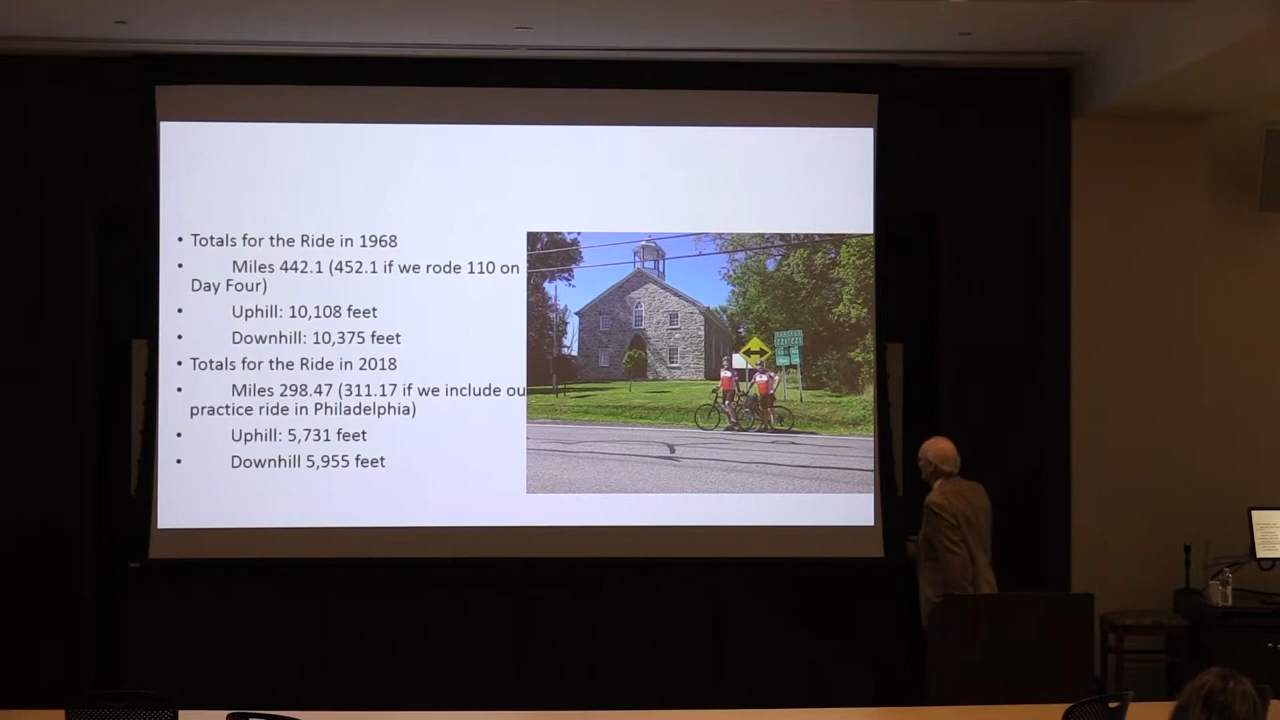 • Totals for the Ride in 1968
• Miles 442.1 (452.1 if we rode 110 on
Day Four)
• Uphill: 10,108 feet
• Downhill: 10,375 feet
• Totals for the Ride in 2018
• Miles 298.47 (311.17 if we include ou
practice ride in Philadelphia)
• Uphill: 5,731 feet
• Downhill 5,955 feet